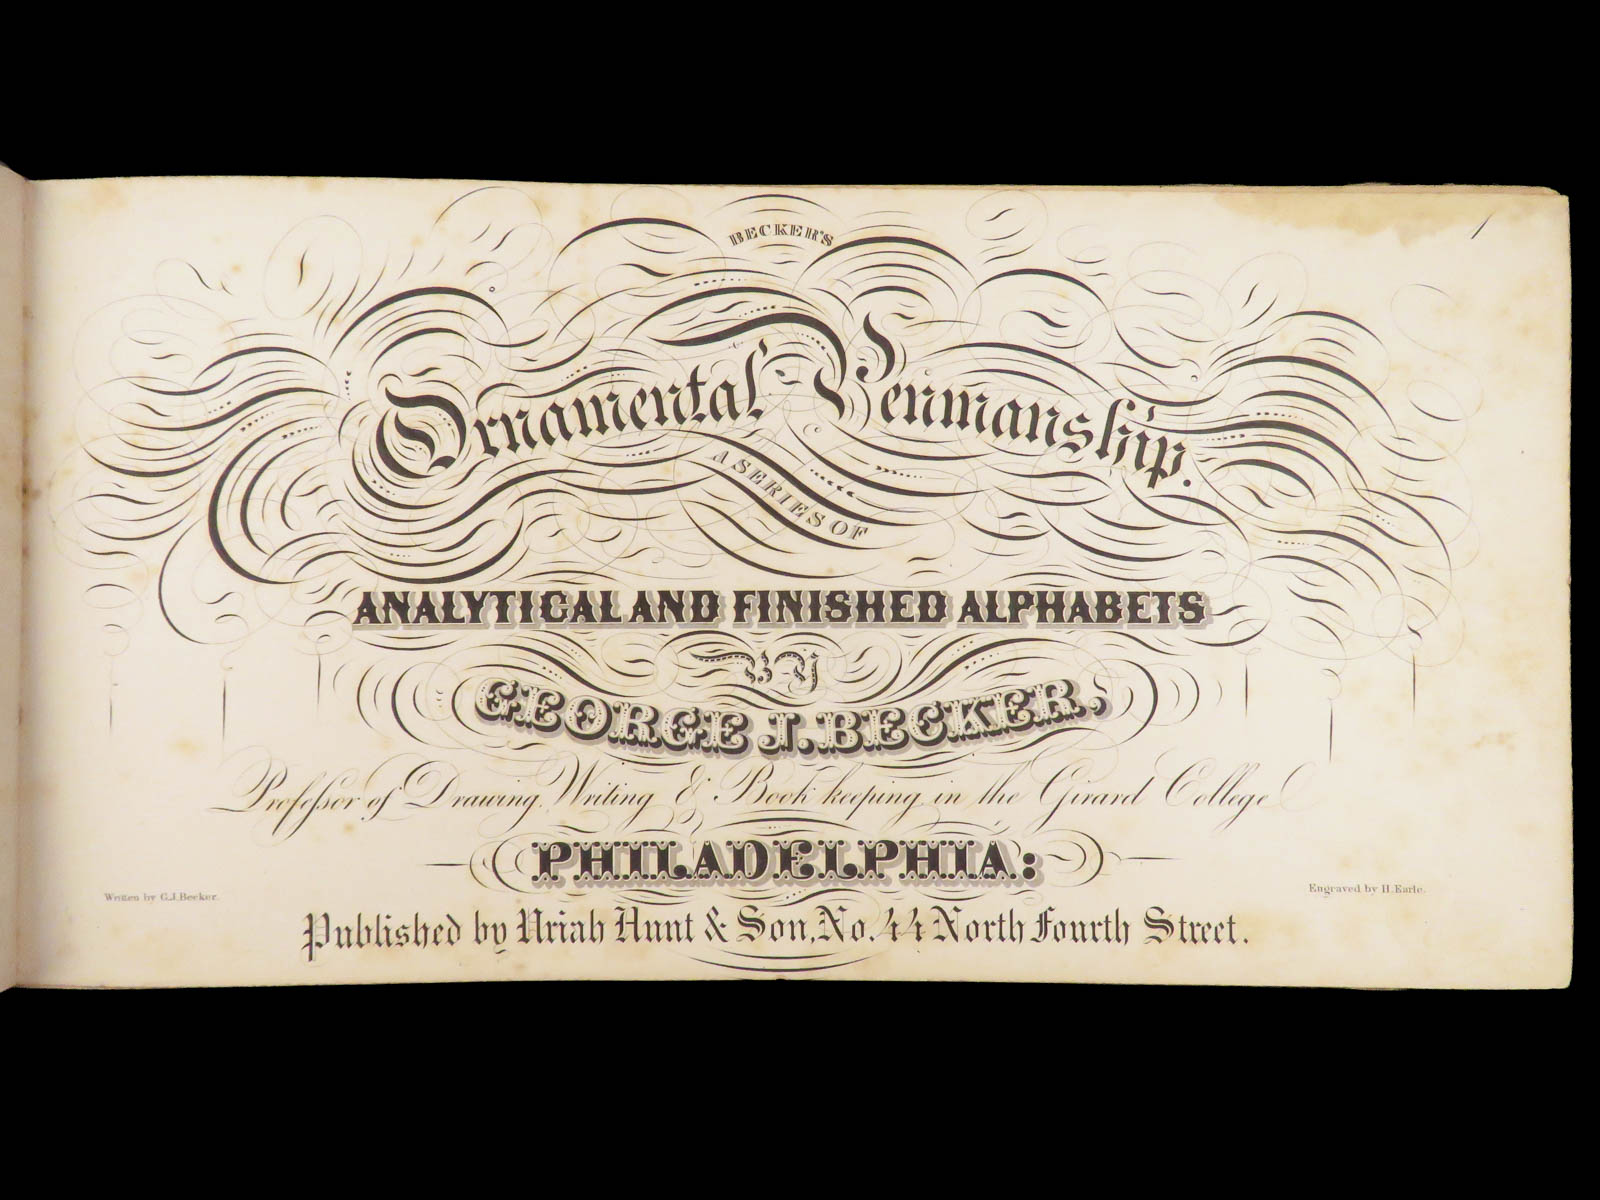 1
BECKER'S
Ornamental Penmanship.
A SERIES OF
ANALYTICAL AND FINISHED ALPHABETS
BY
GEORGE J. BECKER,
Profeſsor of Drawing, Writing & Book keeping in the Girard College
PHILADELPHIA:
Written by G.J.Becker.
Engraved by H.Earle.
Published by Uriah Hunt & Son, No. 44 North Fourth Street.